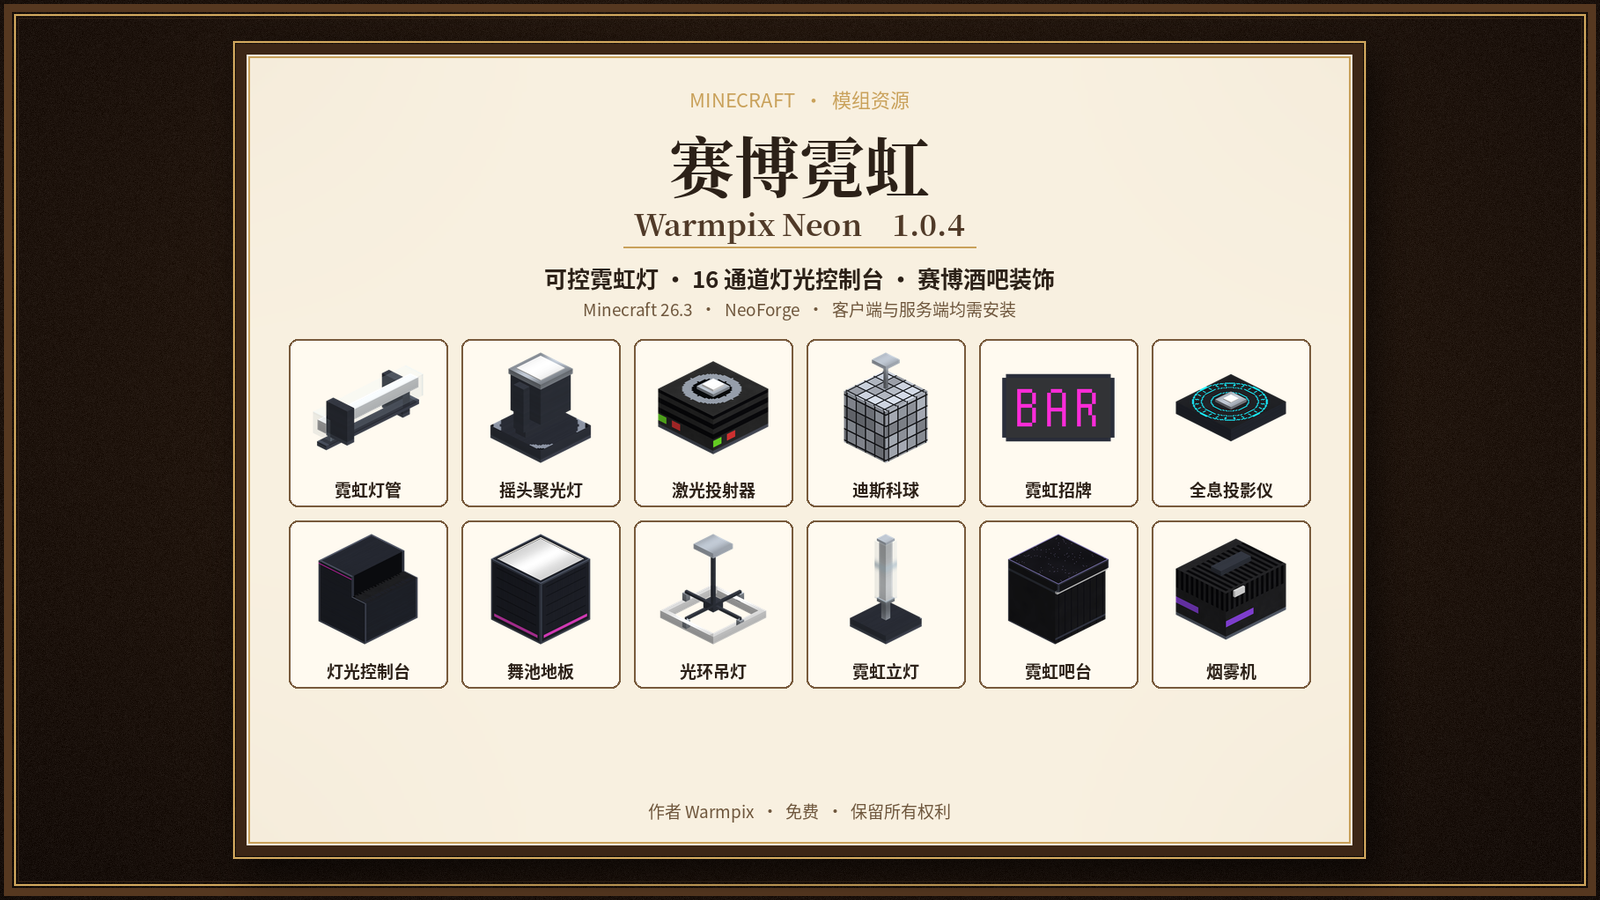 MINECRAFT · 模组资源
赛博霓虹
Warmpix Neon 1.0.4
可控霓虹灯 · 16 通道灯光控制台 · 赛博酒吧装饰
Minecraft 26.3 · NeoForge · 客户端与服务端均需安装
BAR
霓虹灯管 摇头聚光灯 激光投射器 迪斯科球 霓虹招牌 全息投影仪
灯光控制台 舞池地板 光环吊灯 霓虹立灯 霓虹吧台 烟雾机
作者 Warmpix · 免费 · 保留所有权利